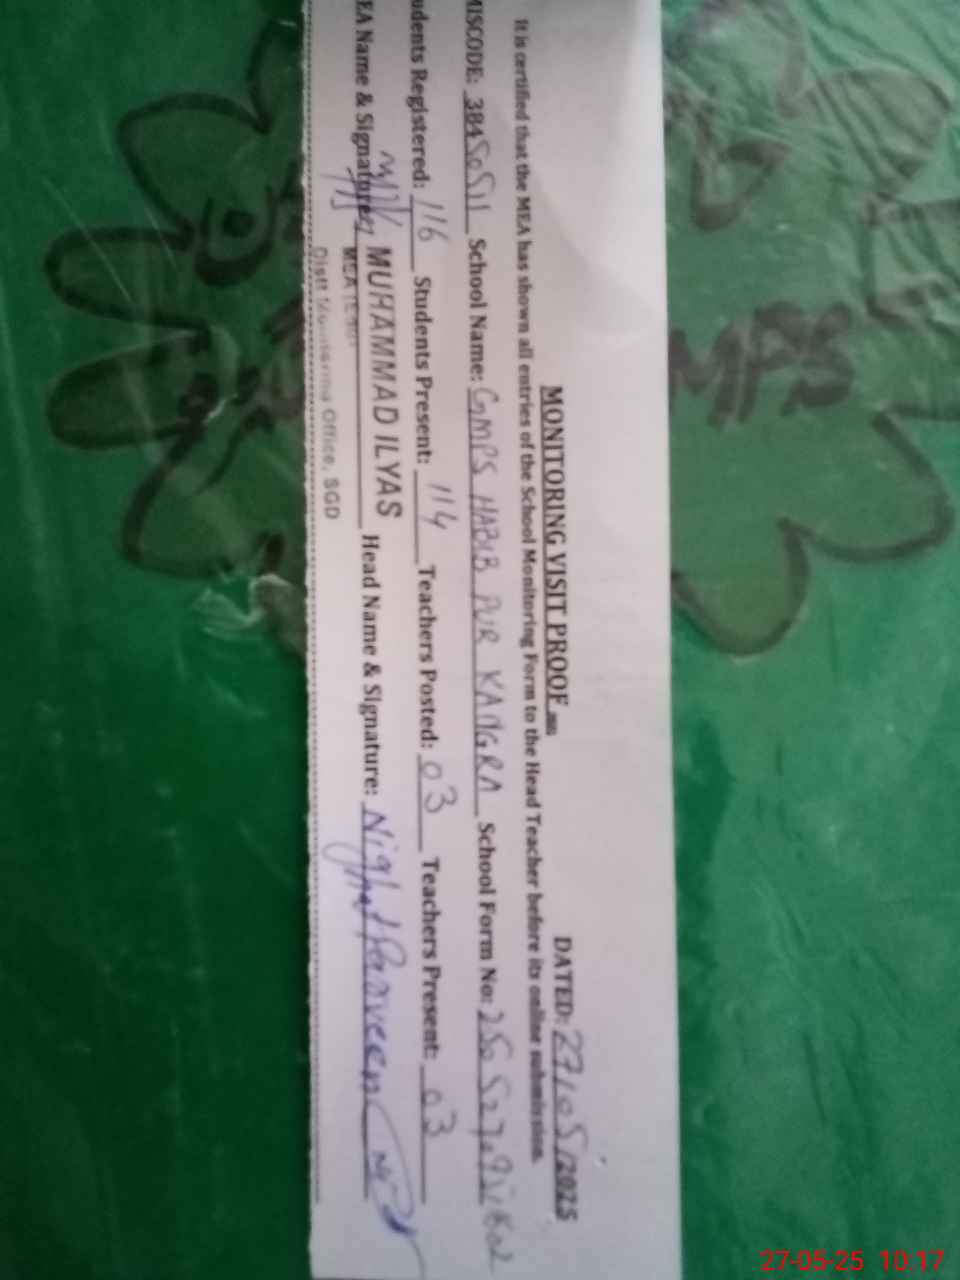 MONITORING VISIT PROOF
DATED: 27/05/2025
It is certified that the MEA has shown all entries of the School Monitoring Form to the Head Teacher before its online submission.
MISCODE: 38450511 School Name: GMPS HABIB PUR KANGRA School Form No:
udents Registered: 116 Students Present: 114 Teachers Posted: 03 Teachers Present: 03
EA Name & Signature: MUHAMMAD ILYAS Head Name & Signature: Nighat Parveen
MEA
Distt Monitoring Office, SGD
MPS
27-05-25 10:17